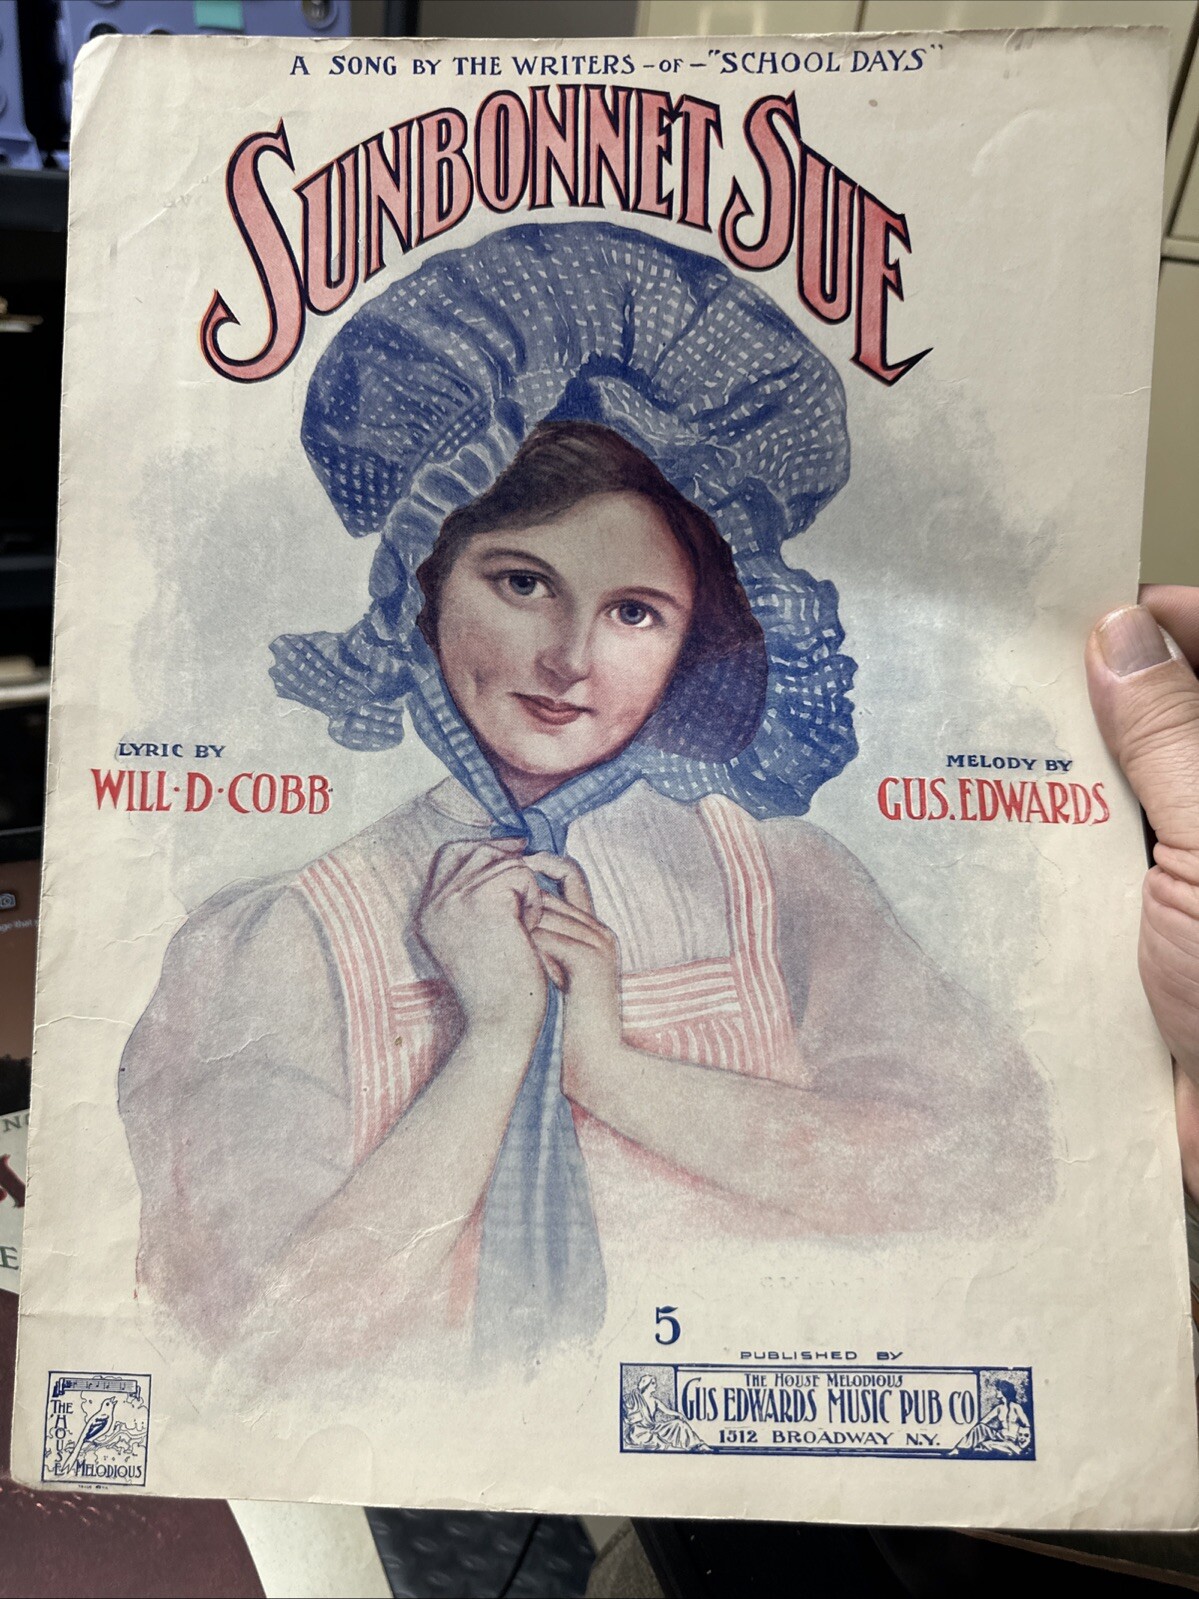 A SONG BY THE WRITERS - OF - "SCHOOL DAYS"
SUNBONNET SUE
LYRIC BY
WILL·D·COBB
MELODY BY
GUS. EDWARDS
5
PUBLISHED BY
THE HOUSE MELODIOUS
GUS EDWARDS MUSIC PUB CO
1512 BROADWAY N.Y.
THE HOUSE MELODIOUS